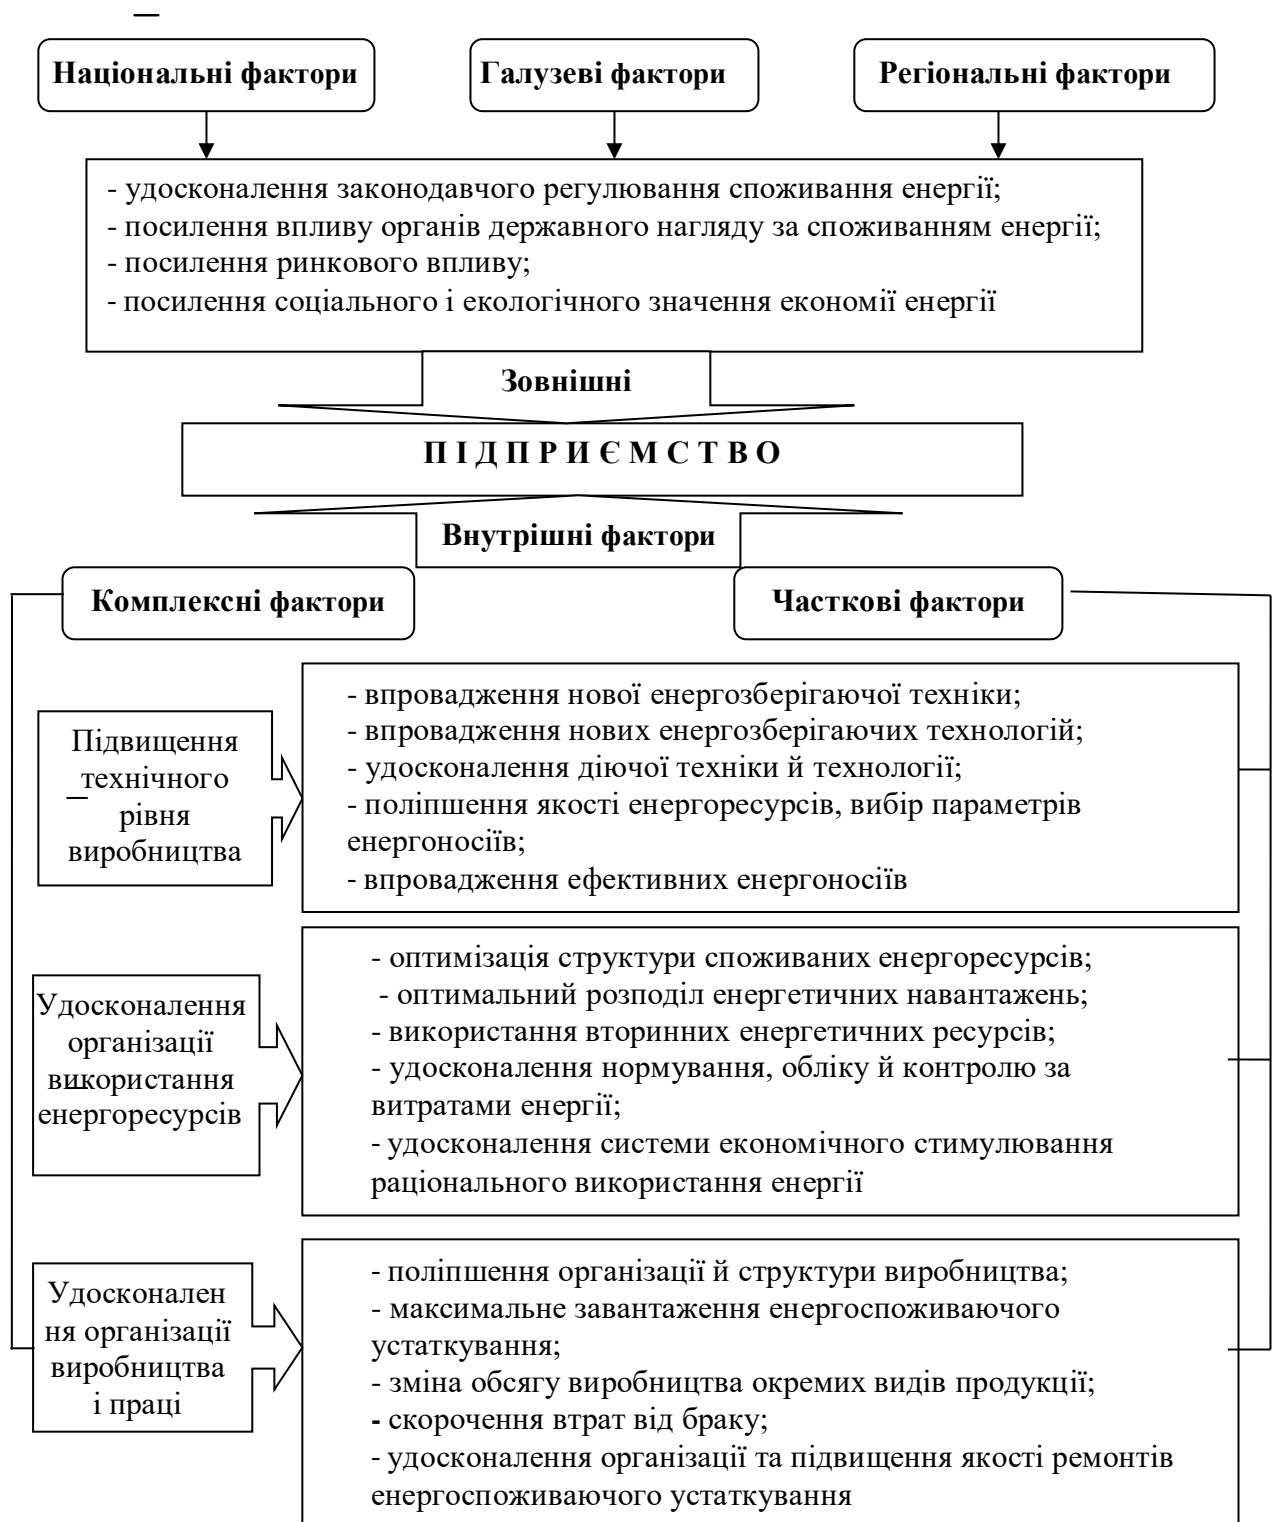 Національні фактори
Галузеві фактори
Регіональні фактори
- удосконалення законодавчого регулювання споживання енергії;
- посилення впливу органів державного нагляду за споживанням енергії;
- посилення ринкового впливу;
- посилення соціального і екологічного значення економії енергії
Зовнішні
П І Д П Р И Є М С Т В О
Внутрішні фактори
Комплексні фактори
Часткові фактори
Підвищення
технічного
рівня
виробництва
- впровадження нової енергозберігаючої техніки;
- впровадження нових енергозберігаючих технологій;
- удосконалення діючої техніки й технології;
- поліпшення якості енергоресурсів, вибір параметрів
енергоносіїв;
- впровадження ефективних енергоносіїв
Удосконалення
організації
використання
енергоресурсів
- оптимізація структури споживаних енергоресурсів;
- оптимальний розподіл енергетичних навантажень;
- використання вторинних енергетичних ресурсів;
- удосконалення нормування, обліку й контролю за
витратами енергії;
- удосконалення системи економічного стимулювання
раціонального використання енергії
Удосконален
ня організації
виробництва
і праці
- поліпшення організації й структури виробництва;
- максимальне завантаження енергоспоживаючого
устаткування;
- зміна обсягу виробництва окремих видів продукції;
- скорочення втрат від браку;
- удосконалення організації та підвищення якості ремонтів
енергоспоживаючого устаткування